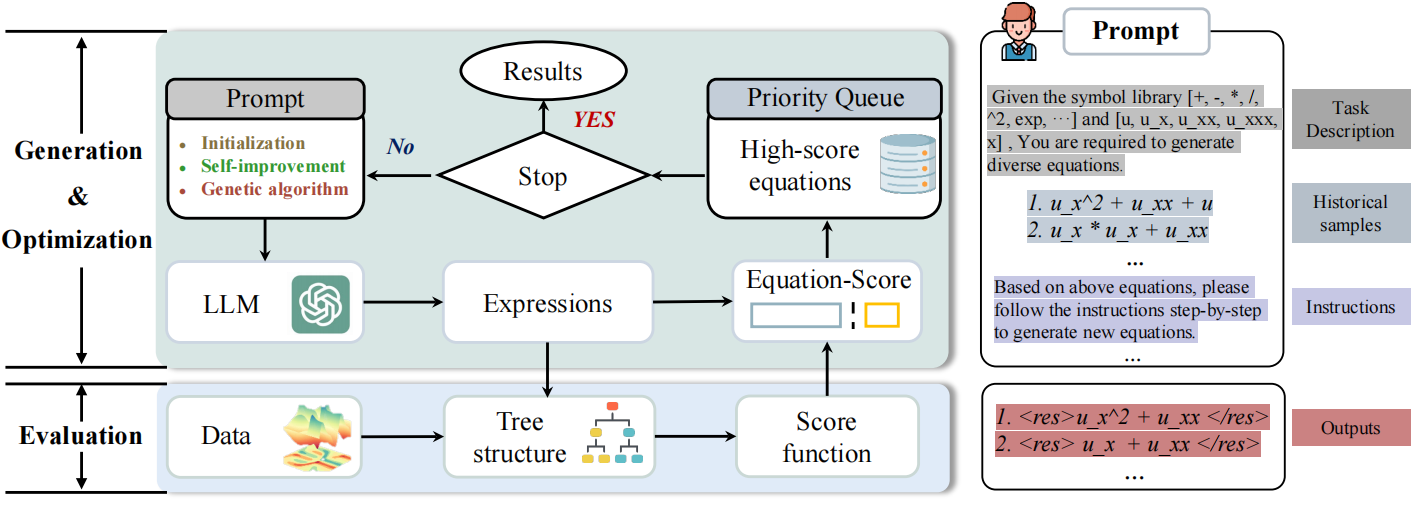 Generation
&
Optimization
Evaluation
Results
YES
No
Stop
Prompt
• Initialization
• Self-improvement
• Genetic algorithm
Priority Queue
High-score
equations
LLM
Expressions
Equation-Score
Data
Tree
structure
Score
function
Prompt
Given the symbol library [+, -, *, /,
^2, exp, ···] and [u, u_x, u_xx, u_xxx,
x] , You are required to generate
diverse equations.
1. u_x^2 + u_xx + u
2. u_x * u_x + u_xx
...
Based on above equations, please
follow the instructions step-by-step
to generate new equations.
...
Task
Description
Historical
samples
Instructions
1. <res>u_x^2 + u_xx </res>
2. <res> u_x + u_xx </res>
...
Outputs